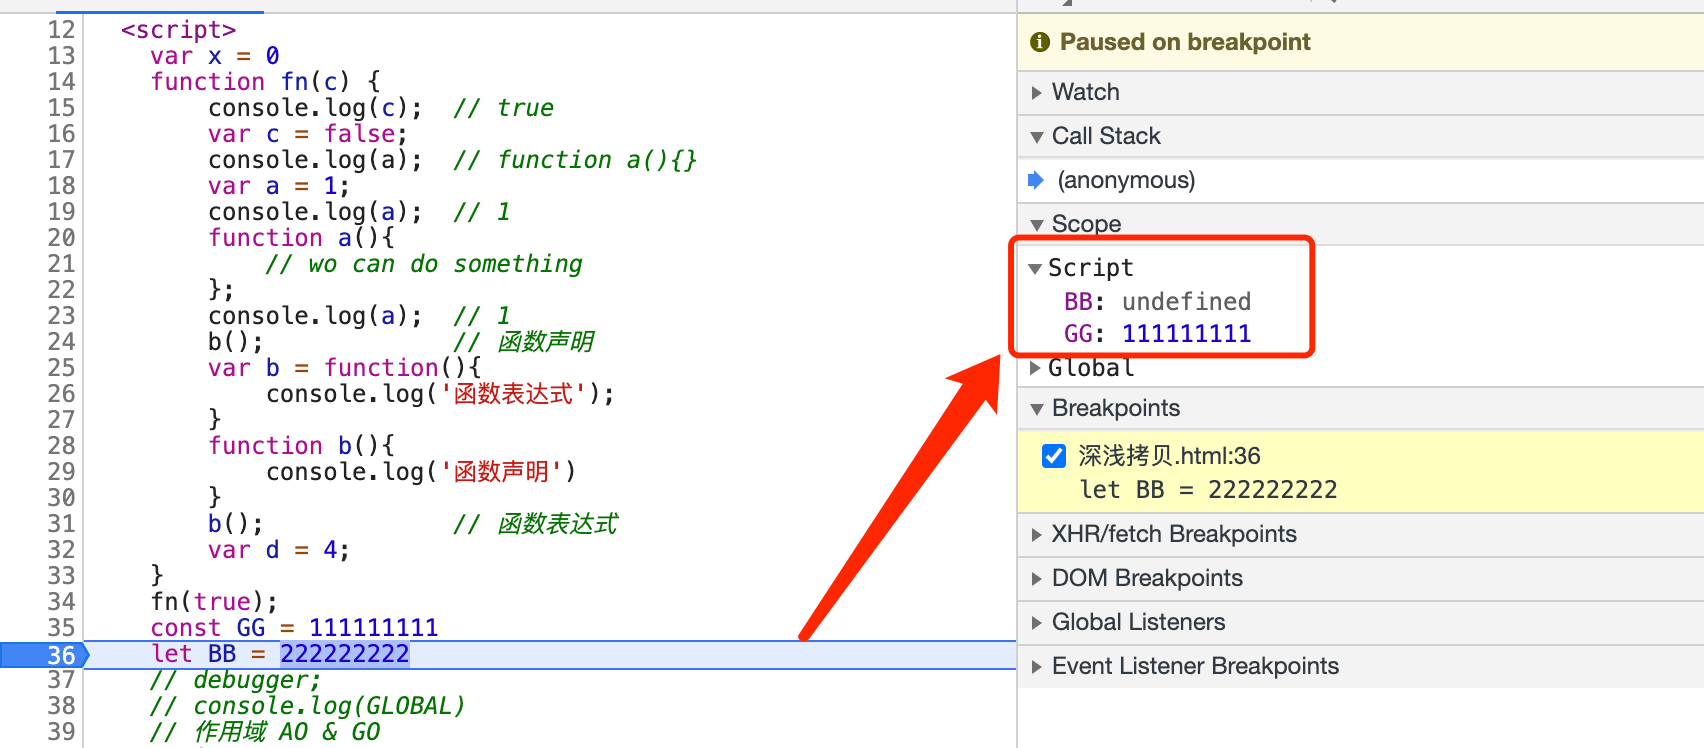 12 <script>
13 var x = 0
14 function fn(c) {
15 console.log(c); // true
16 var c = false;
17 console.log(a); // function a(){}
18 var a = 1;
19 console.log(a); // 1
20 function a(){
21 // wo can do something
22 };
23 console.log(a); // 1
24 b(); // 函数声明
25 var b = function(){
26 console.log('函数表达式');
27 }
28 function b(){
29 console.log('函数声明')
30 }
31 b(); // 函数表达式
32 var d = 4;
33 }
34 fn(true);
35 const GG = 111111111
36 let BB = 222222222
37 // debugger;
38 // console.log(GLOBAL)
39 // 作用域 AO & GO
Paused on breakpoint
Watch
Call Stack
(anonymous)
Scope
Script
BB: undefined
GG: 111111111
Global
Breakpoints
深浅拷贝.html:36
let BB = 222222222
XHR/fetch Breakpoints
DOM Breakpoints
Global Listeners
Event Listener Breakpoints